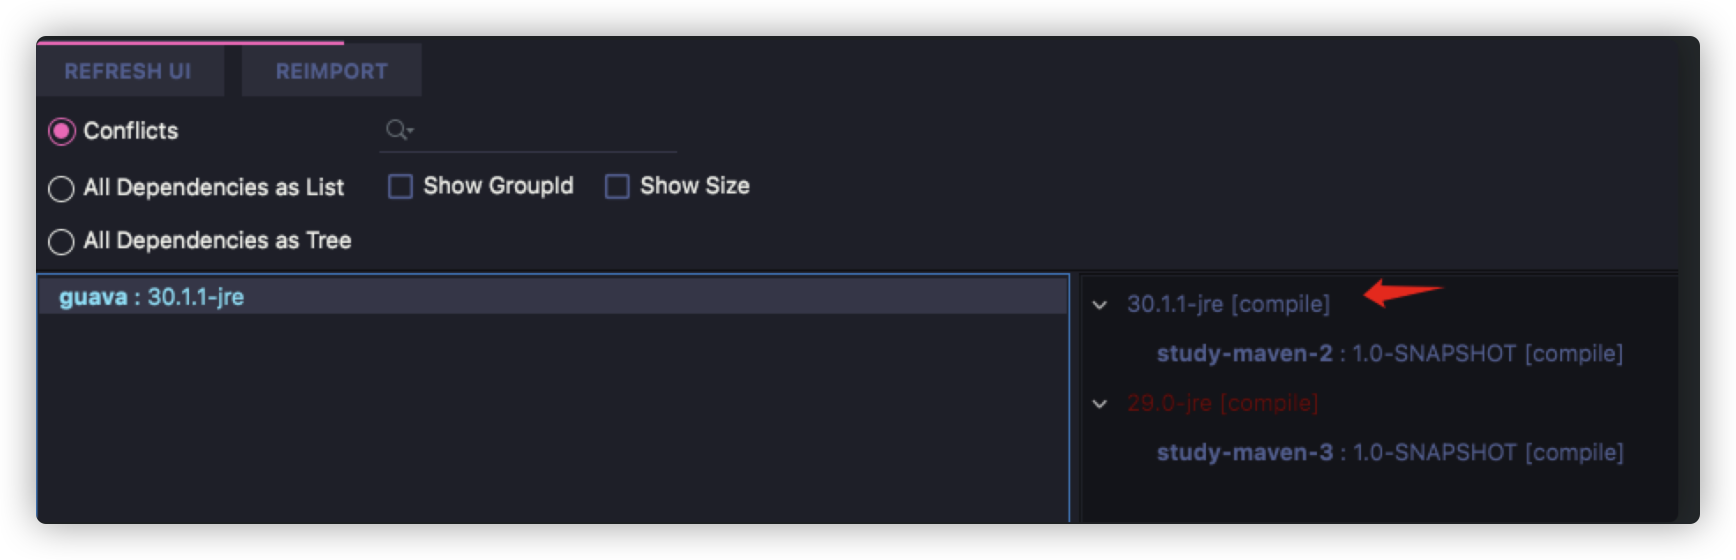 REFRESH UI REIMPORT
Conflicts
All Dependencies as List Show GroupId Show Size
All Dependencies as Tree
guava : 30.1.1-jre
30.1.1-jre [compile]
study-maven-2 : 1.0-SNAPSHOT [compile]
29.0-jre [compile]
study-maven-3 : 1.0-SNAPSHOT [compile]